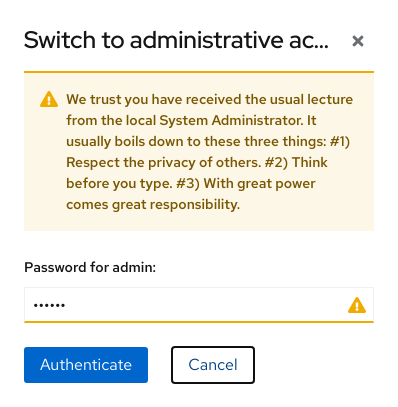 Switch to administrative ac...
We trust you have received the usual lecture
from the local System Administrator. It
usually boils down to these three things: #1)
Respect the privacy of others. #2) Think
before you type. #3) With great power
comes great responsibility.
Password for admin:
••••••
Authenticate
Cancel